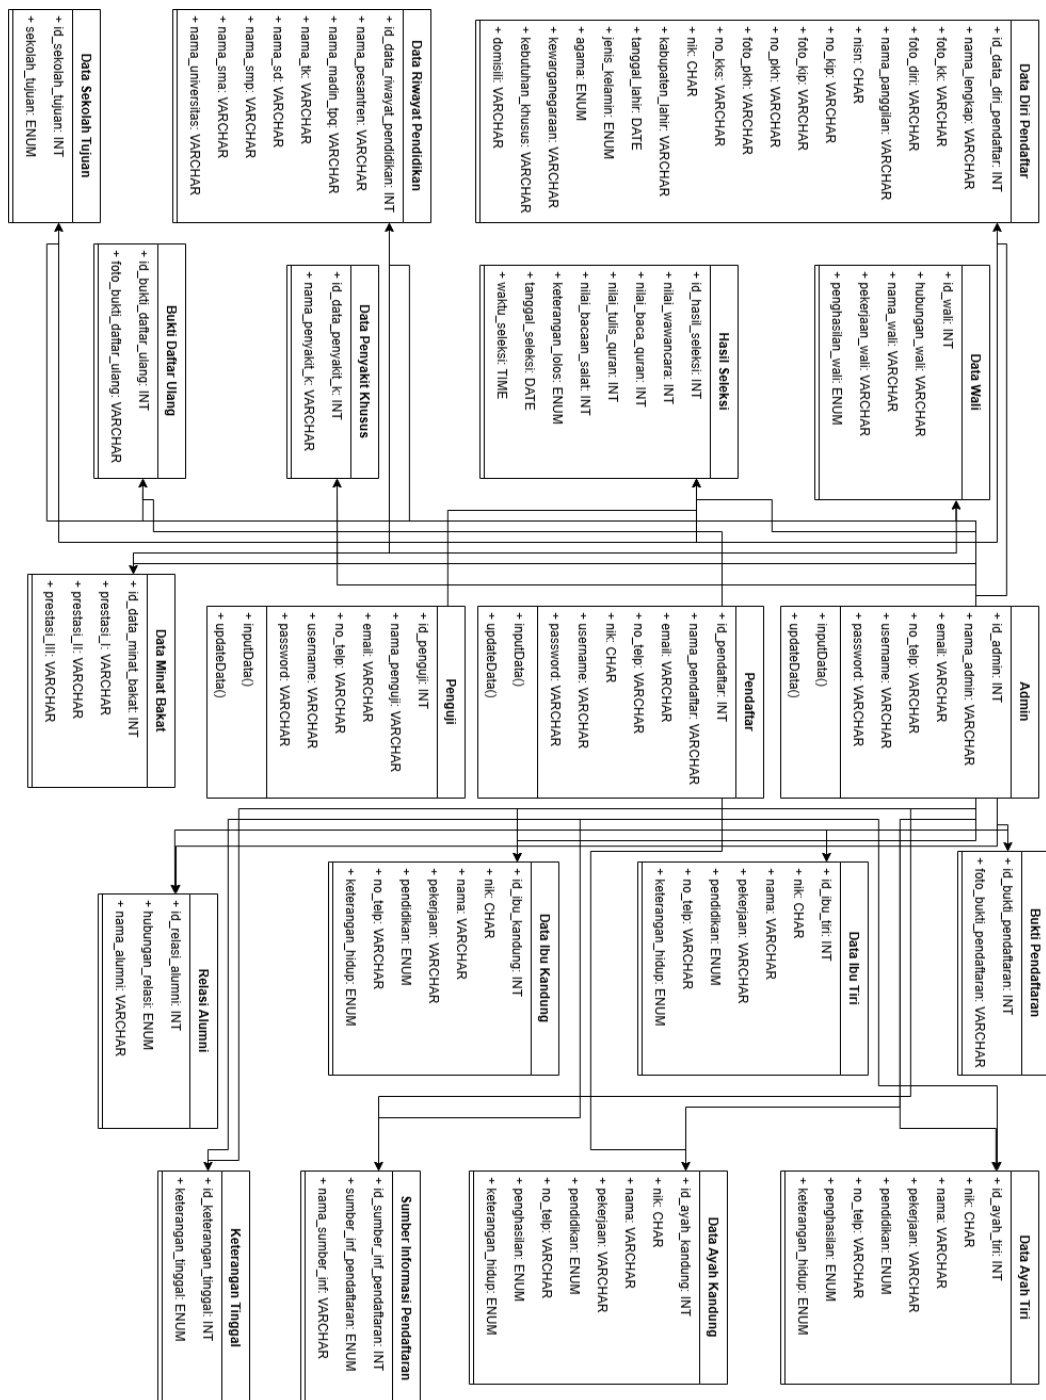 Data Diri Pendaftar
+ id_data_diri_pendaftar: INT
+ nama_lengkap: VARCHAR
+ foto_kk: VARCHAR
+ foto_diri: VARCHAR
+ nama_panggilan: VARCHAR
+ nisn: CHAR
+ no_kip: VARCHAR
+ foto_kip: VARCHAR
+ no_pkh: VARCHAR
+ foto_pkh: VARCHAR
+ no_kks: VARCHAR
+ nik: CHAR
+ kabupaten_lahir: VARCHAR
+ tanggal_lahir: DATE
+ jenis_kelamin: ENUM
+ agama: ENUM
+ kewarganegaraan: VARCHAR
+ kebutuhan_khusus: VARCHAR
+ domisili: VARCHAR
Data Riwayat Pendidikan
+ id_data_riwayat_pendidikan: INT
+ nama_pesantren: VARCHAR
+ nama_madin_tpq: VARCHAR
+ nama_tk: VARCHAR
+ nama_sd: VARCHAR
+ nama_smp: VARCHAR
+ nama_sma: VARCHAR
+ nama_universitas: VARCHAR
Data Sekolah Tujuan
+ id_sekolah_tujuan: INT
+ sekolah_tujuan: ENUM
Data Wali
+ id_wali: INT
+ hubungan_wali: VARCHAR
+ nama_wali: VARCHAR
+ pekerjaan_wali: VARCHAR
+ penghasilan_wali: ENUM
Hasil Seleksi
+ id_hasil_seleksi: INT
+ nilai_wawancara: INT
+ nilai_baca_quran: INT
+ nilai_tulis_quran: INT
+ nilai_bacaan_salat: INT
+ keterangan_lolos: ENUM
+ tanggal_seleksi: DATE
+ waktu_seleksi: TIME
Data Penyakit Khusus
+ id_data_penyakit_k: INT
+ nama_penyakit_k: VARCHAR
Bukti Daftar Ulang
+ id_bukti_daftar_ulang: INT
+ foto_bukti_daftar_ulang: VARCHAR
Admin
+ id_admin: INT
+ nama_admin: VARCHAR
+ email: VARCHAR
+ no_telp: VARCHAR
+ username: VARCHAR
+ password: VARCHAR
+ inputData()
+ updateData()
Pendaftar
+ id_pendaftar: INT
+ nama_pendaftar: VARCHAR
+ email: VARCHAR
+ no_telp: VARCHAR
+ nik: CHAR
+ username: VARCHAR
+ password: VARCHAR
+ inputData()
+ updateData()
Penguji
+ id_penguji: INT
+ nama_penguji: VARCHAR
+ email: VARCHAR
+ no_telp: VARCHAR
+ username: VARCHAR
+ password: VARCHAR
+ inputData()
+ updateData()
Data Minat Bakat
+ id_data_minat_bakat: INT
+ prestasi_I: VARCHAR
+ prestasi_II: VARCHAR
+ prestasi_III: VARCHAR
Bukti Pendaftaran
+ id_bukti_pendaftaran: INT
+ foto_bukti_pendaftaran: VARCHAR
Data Ibu Tiri
+ id_ibu_tiri: INT
+ nik: CHAR
+ nama: VARCHAR
+ pekerjaan: VARCHAR
+ pendidikan: ENUM
+ no_telp: VARCHAR
+ keterangan_hidup: ENUM
Data Ibu Kandung
+ id_ibu_kandung: INT
+ nik: CHAR
+ nama: VARCHAR
+ pekerjaan: VARCHAR
+ pendidikan: ENUM
+ no_telp: VARCHAR
+ keterangan_hidup: ENUM
Relasi Alumni
+ id_relasi_alumni: INT
+ hubungan_relasi: ENUM
+ nama_alumni: VARCHAR
Data Ayah Tiri
+ id_ayah_tiri: INT
+ nik: CHAR
+ nama: VARCHAR
+ pekerjaan: VARCHAR
+ pendidikan: ENUM
+ no_telp: VARCHAR
+ penghasilan: ENUM
+ keterangan_hidup: ENUM
Data Ayah Kandung
+ id_ayah_kandung: INT
+ nik: CHAR
+ nama: VARCHAR
+ pekerjaan: VARCHAR
+ pendidikan: ENUM
+ no_telp: VARCHAR
+ penghasilan: ENUM
+ keterangan_hidup: ENUM
Sumber Informasi Pendaftaran
+ id_sumber_inf_pendaftaran: INT
+ sumber_inf_pendaftaran: ENUM
+ nama_sumber_inf: VARCHAR
Keterangan Tinggal
+ id_keterangan_tinggal: INT
+ keterangan_tinggal: ENUM